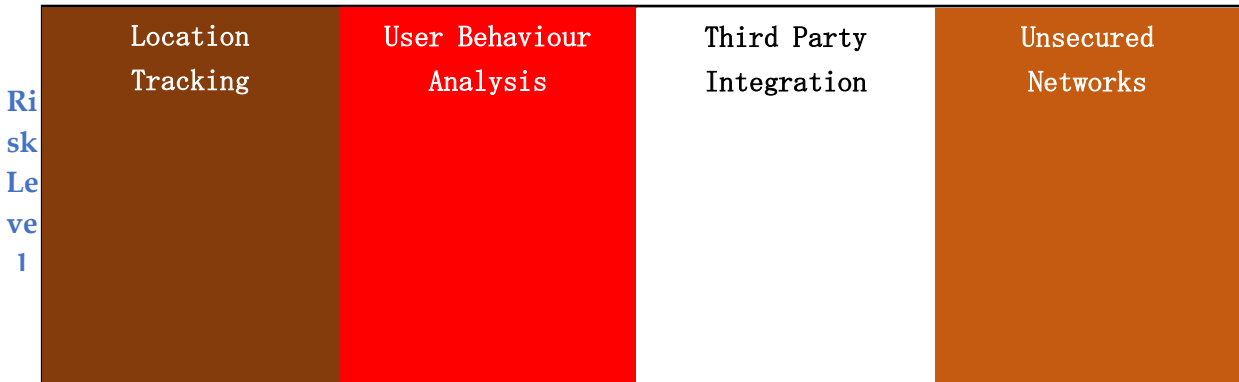 Ri
sk
Le
ve
l
Location
Tracking
User Behaviour
Analysis
Third Party
Integration
Unsecured
Networks